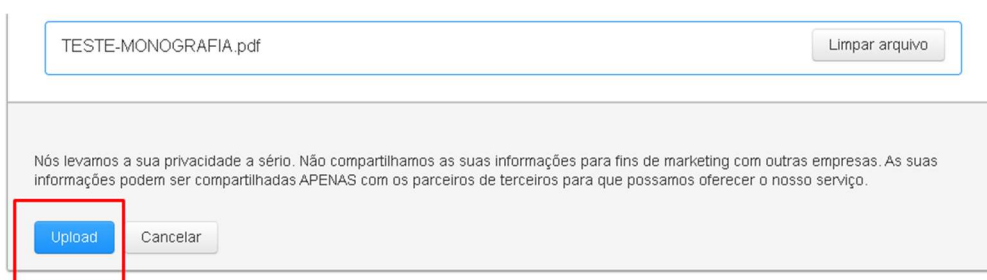 TESTE-MONOGRAFIA.pdf
Limpar arquivo
Nós levamos a sua privacidade a sério. Não compartilhamos as suas informações para fins de marketing com outras empresas. As suas
informações podem ser compartilhadas APENAS com os parceiros de terceiros para que possamos oferecer o nosso serviço.
Upload
Cancelar